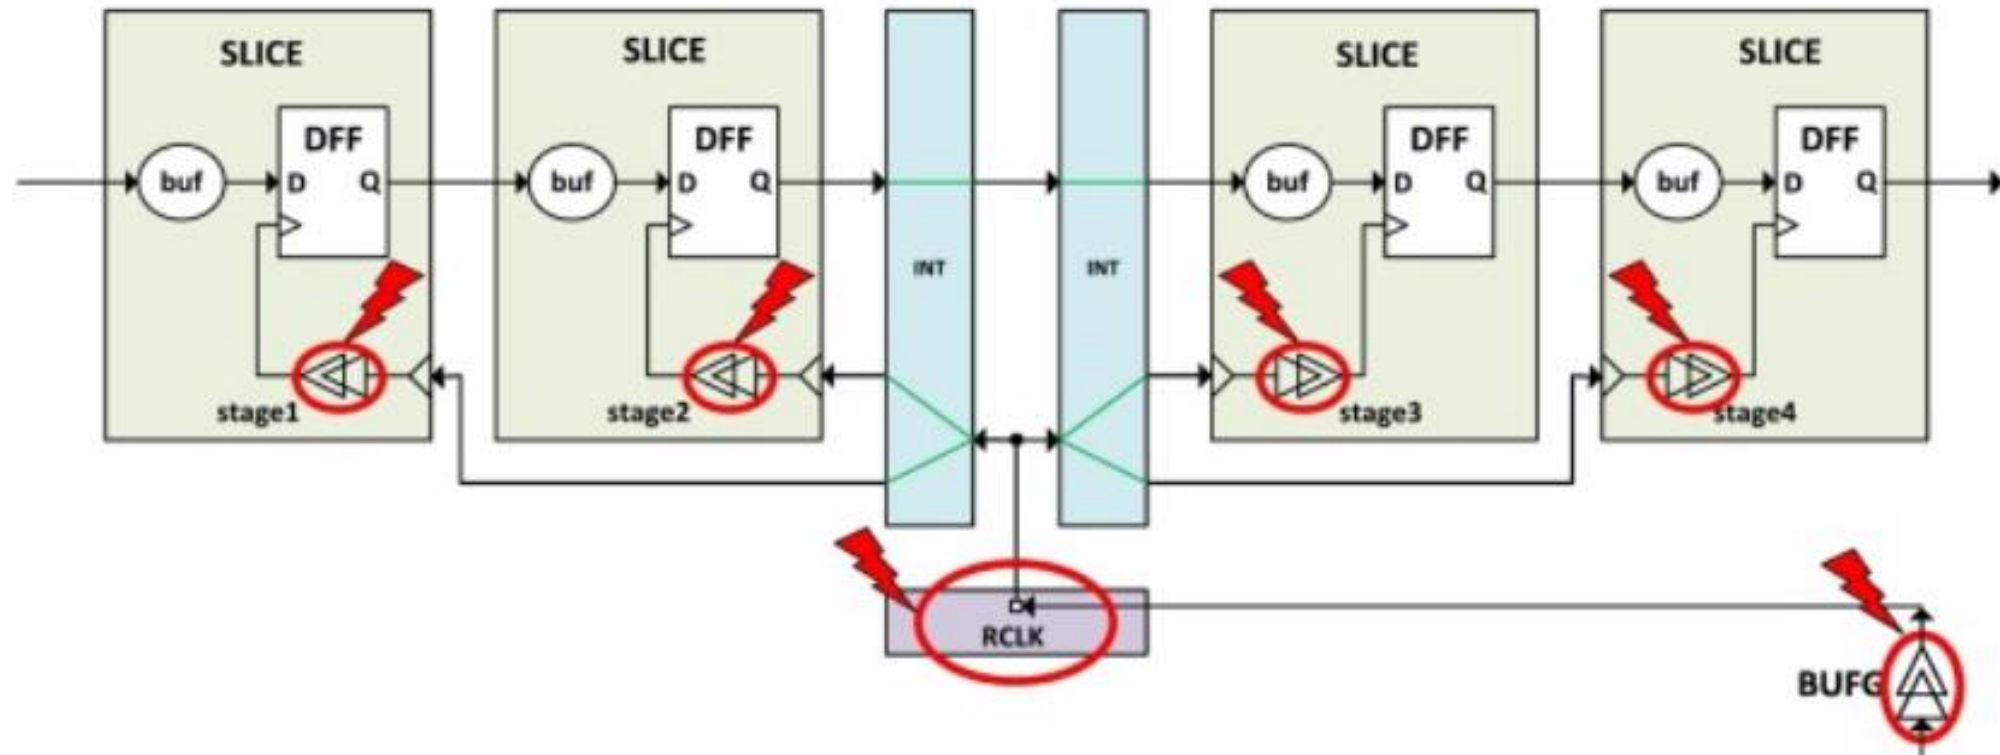 SLICE
SLICE
SLICE
SLICE
DFF
DFF
DFF
DFF
buf
D
Q
buf
D
Q
buf
D
Q
buf
D
Q
INT
INT
stage1
stage2
stage3
stage4
RCLK
BUFG